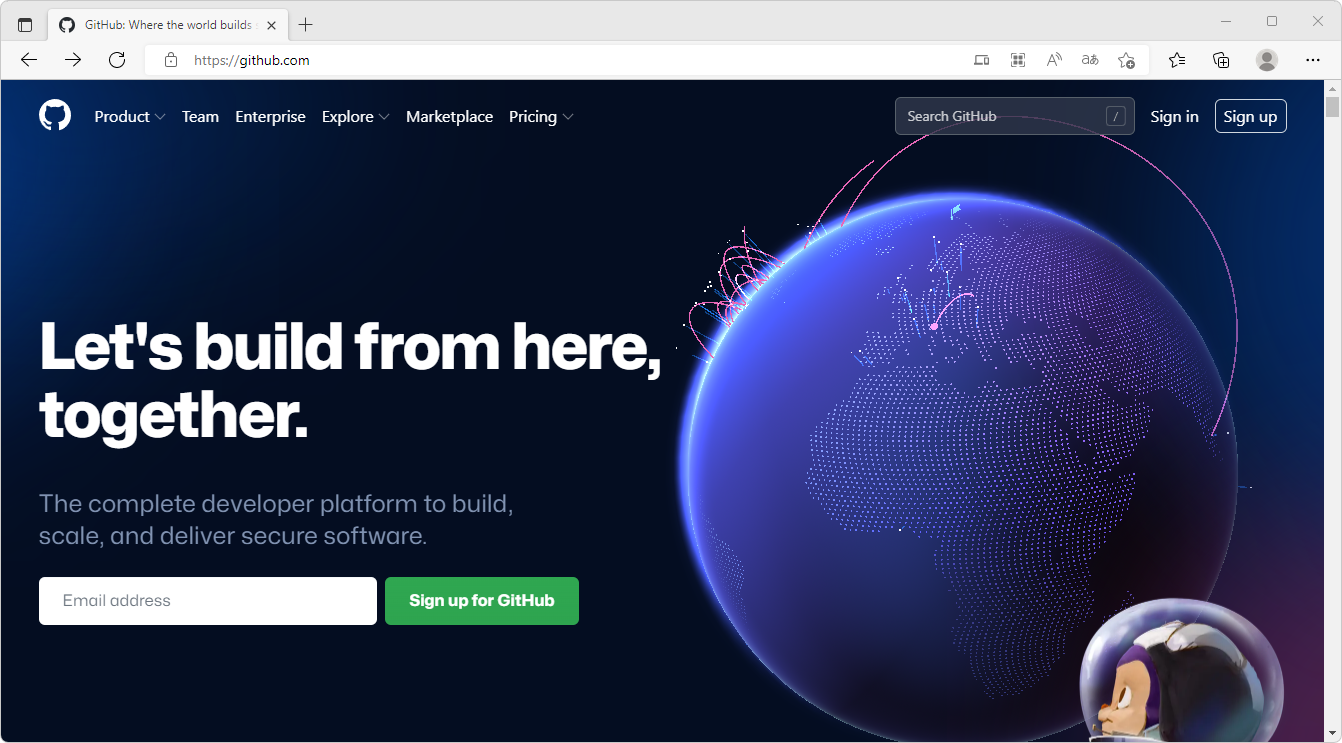 GitHub: Where the world builds
https://github.com
Product Team Enterprise Explore Marketplace Pricing Search GitHub / Sign in Sign up
Let's build from here,
together.
The complete developer platform to build,
scale, and deliver secure software.
Email address Sign up for GitHub